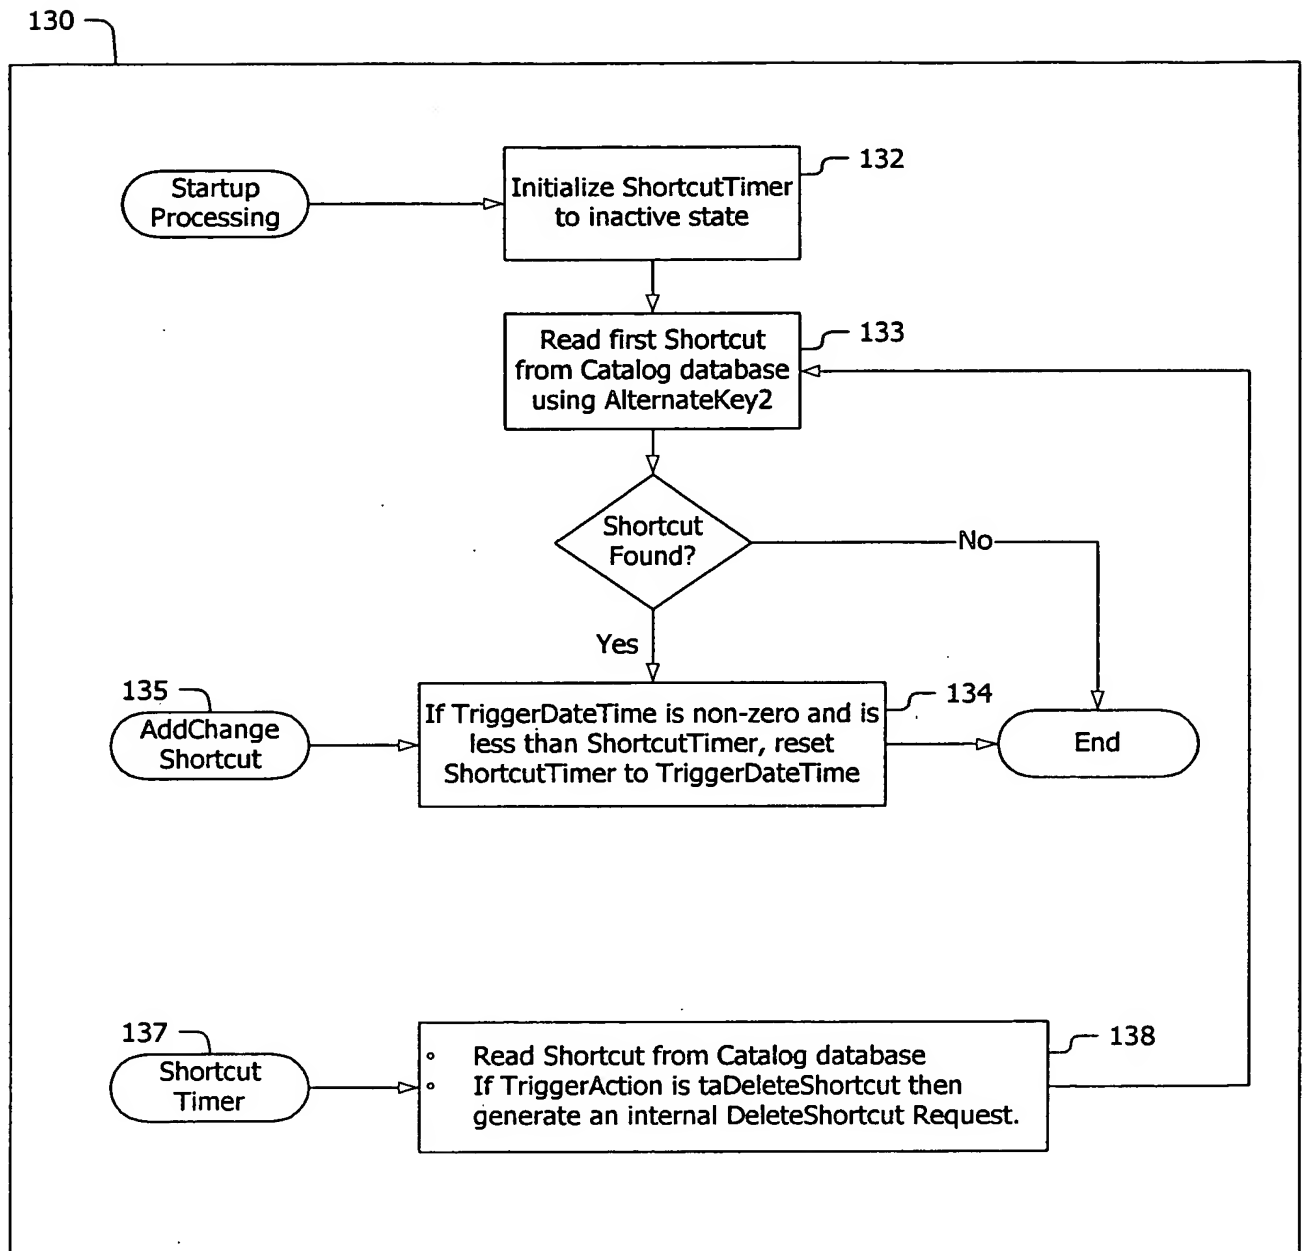 130
132
Startup
Processing
Initialize ShortcutTimer
to inactive state
133
Read first Shortcut
from Catalog database
using AlternateKey2
Shortcut
Found?
No
Yes
135
134
AddChange
Shortcut
If TriggerDateTime is non-zero and is
less than ShortcutTimer, reset
ShortcutTimer to TriggerDateTime
End
137
138
Shortcut
Timer
° Read Shortcut from Catalog database
° If TriggerAction is taDeleteShortcut then
generate an internal DeleteShortcut Request.